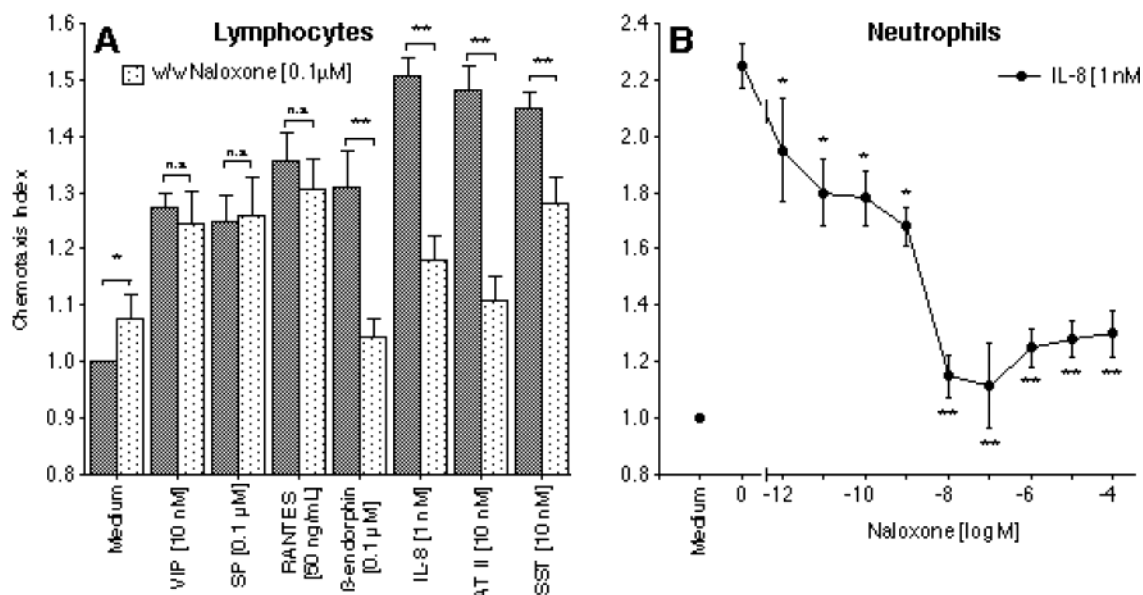 A
Lymphocytes
w/w Naloxone [0.1µM]
1.6
1.5
1.4
1.3
1.2
1.1
1.0
0.9
0.8
Chemotaxis Index
*
n.s
n.s
n.s
**
**
**
**
Medium
VIP [10 nM]
SP [0.1 µM]
RANTES
[50 ng/mL]
ß-endorphin
[0.1 µM]
IL-8 [1 nM]
AT II [10 nM]
SST [10 nM]
B
Neutrophils
IL-8 [1 nM
2.4
2.2
2.0
1.8
1.6
1.4
1.2
1.0
0.8
*
*
*
*
**
**
**
**
**
Medium
0 -12 -10 -8 -6 -4
Naloxone [log M]